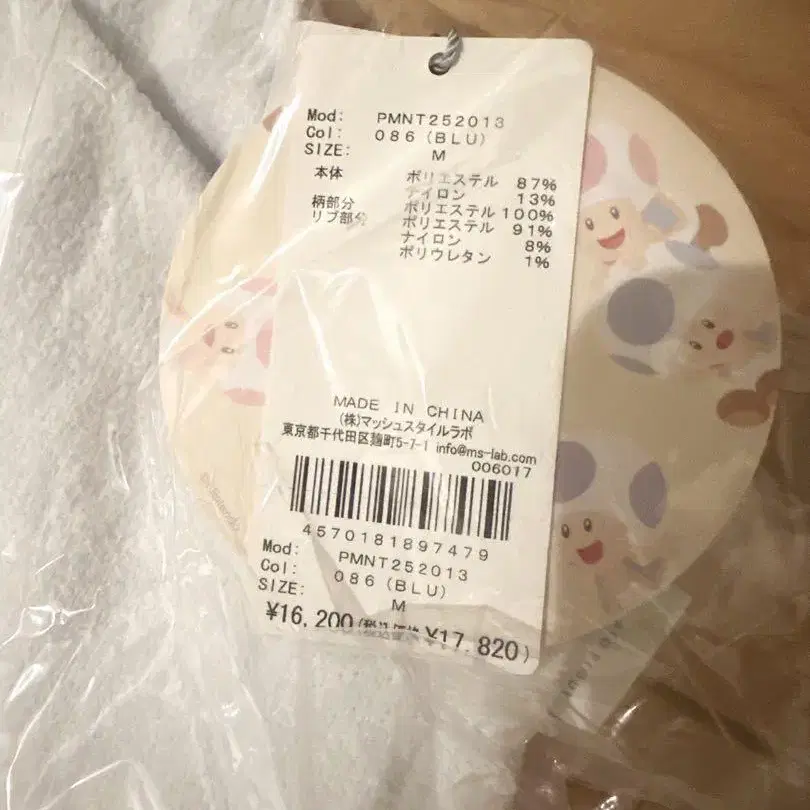 Mod: PMNT252013
Col: 086 (BLU)
SIZE: M
本体 ポリエステル 87%
ナイロン 13%
柄部分 ポリエステル 100%
リブ部分 ポリエステル 91%
ナイロン 8%
ポリウレタン 1%
MADE IN CHINA
(株)マッシュスタイルラボ
東京都千代田区麹町5-7-1 info@ms-lab.com
006017
4570181897479
Mod: PMNT252013
Col: 086 (BLU)
SIZE: M
¥16,200(税込価格 ¥17,820)